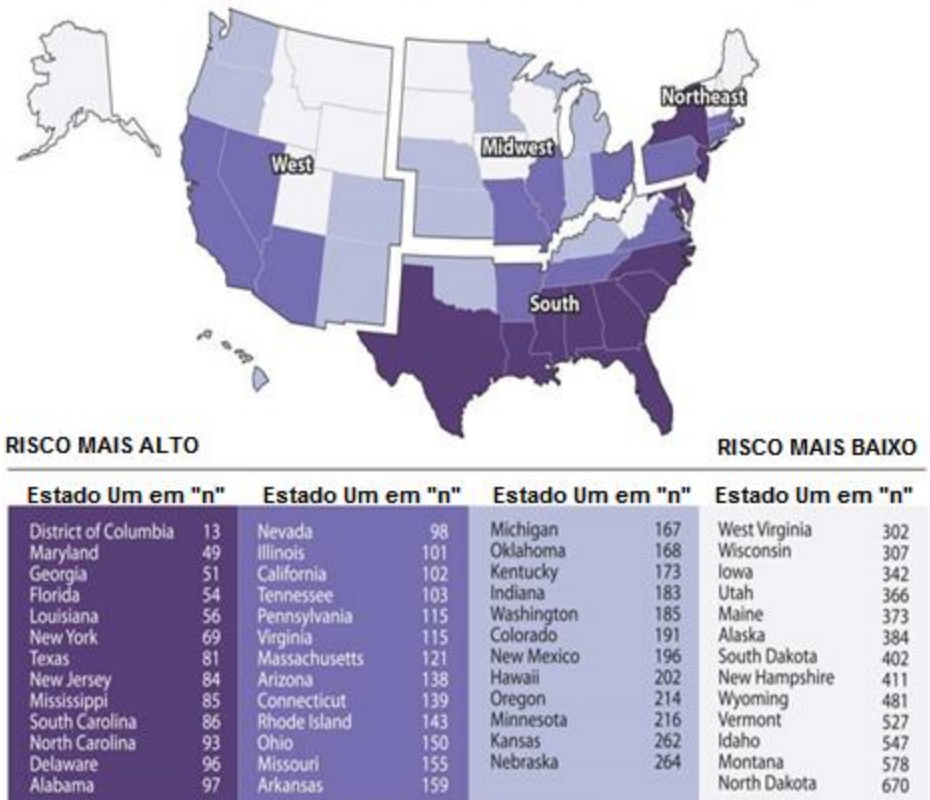 Northeast
Midwest
West
South
RISCO MAIS ALTO RISCO MAIS BAIXO
Estado Um em "n" Estado Um em "n" Estado Um em "n" Estado Um em "n"
District of Columbia 13 Nevada 98 Michigan 167 West Virginia 302
Maryland 49 Illinois 101 Oklahoma 168 Wisconsin 307
Georgia 51 California 102 Kentucky 173 Iowa 342
Florida 54 Tennessee 103 Indiana 183 Utah 366
Louisiana 56 Pennsylvania 115 Washington 185 Maine 373
New York 69 Virginia 115 Colorado 191 Alaska 384
Texas 81 Massachusetts 121 New Mexico 196 South Dakota 402
New Jersey 84 Arizona 138 Hawaii 202 New Hampshire 411
Mississippi 85 Connecticut 139 Oregon 214 Wyoming 481
South Carolina 86 Rhode Island 143 Minnesota 216 Vermont 527
North Carolina 93 Ohio 150 Kansas 262 Idaho 547
Delaware 96 Missouri 155 Nebraska 264 Montana 578
Alabama 97 Arkansas 159 North Dakota 670